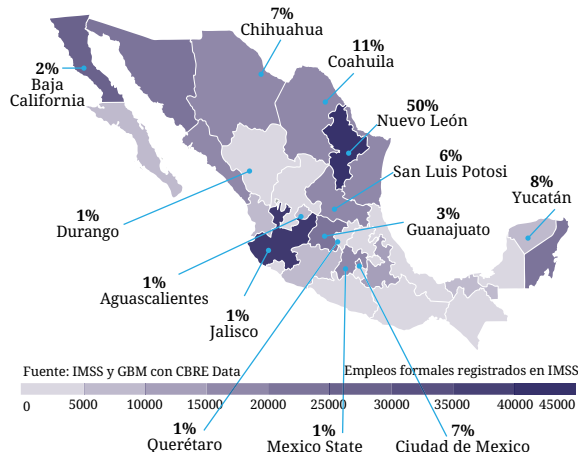 7%
Chihuahua
11%
Coahuila
2%
Baja
California
50%
Nuevo León
6%
San Luis Potosi
8%
Yucatán
1%
Durango
3%
Guanajuato
1%
Aguascalientes
1%
Jalisco
Fuente: IMSS y GBM con CBRE Data
Empleos formales registrados en IMSS
0 5000 10000 15000 20000 25000 30000 35000 40000 45000
1%
Querétaro
1%
Mexico State
7%
Ciudad de Mexico